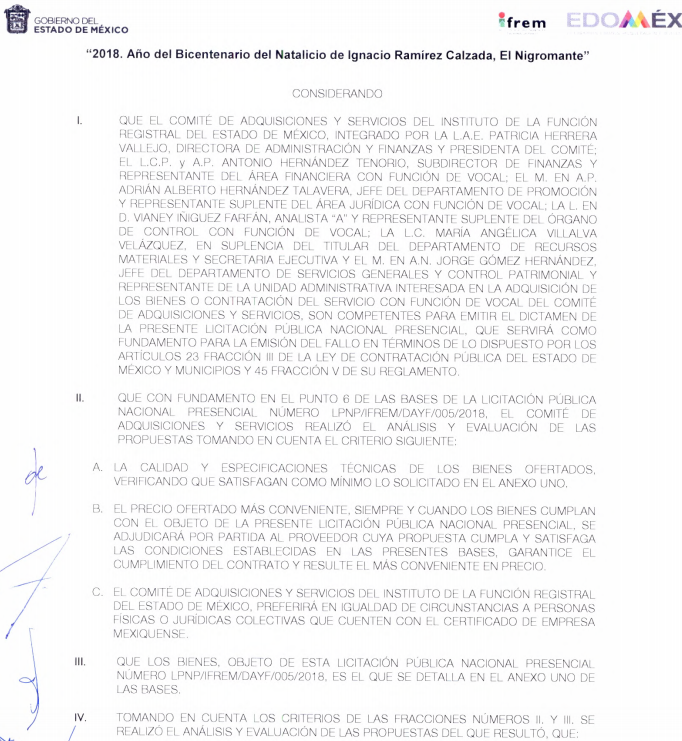 GOBIERNO DEL
ESTADO DE MÉXICO
ifrem
EDOMÉX
“2018. Año del Bicentenario del Natalicio de Ignacio Ramírez Calzada, El Nigromante”
CONSIDERANDO
I. QUE EL COMITÉ DE ADQUISICIONES Y SERVICIOS DEL INSTITUTO DE LA FUNCIÓN
REGISTRAL DEL ESTADO DE MÉXICO, INTEGRADO POR LA L.A.E. PATRICIA HERRERA
VALLEJO, DIRECTORA DE ADMINISTRACIÓN Y FINANZAS Y PRESIDENTA DEL COMITÉ;
EL L.C.P. y A.P. ANTONIO HERNÁNDEZ TENORIO, SUBDIRECTOR DE FINANZAS Y
REPRESENTANTE DEL ÁREA FINANCIERA CON FUNCIÓN DE VOCAL; EL M. EN A.P.
ADRIÁN ALBERTO HERNÁNDEZ TALAVERA, JEFE DEL DEPARTAMENTO DE PROMOCIÓN
Y REPRESENTANTE SUPLENTE DEL ÁREA JURÍDICA CON FUNCIÓN DE VOCAL; LA L. EN
D. VIANEY IÑIGUEZ FARFÁN, ANALISTA “A” Y REPRESENTANTE SUPLENTE DEL ÓRGANO
DE CONTROL CON FUNCIÓN DE VOCAL; LA L.C. MARÍA ANGÉLICA VILLALVA
VELÁZQUEZ, EN SUPLENCIA DEL TITULAR DEL DEPARTAMENTO DE RECURSOS
MATERIALES Y SECRETARIA EJECUTIVA Y EL M. EN A.N. JORGE GÓMEZ HERNÁNDEZ,
JEFE DEL DEPARTAMENTO DE SERVICIOS GENERALES Y CONTROL PATRIMONIAL Y
REPRESENTANTE DE LA UNIDAD ADMINISTRATIVA INTERESADA EN LA ADQUISICIÓN DE
LOS BIENES O CONTRATACIÓN DEL SERVICIO CON FUNCIÓN DE VOCAL DEL COMITÉ
DE ADQUISICIONES Y SERVICIOS, SON COMPETENTES PARA EMITIR EL DICTAMEN DE
LA PRESENTE LICITACIÓN PÚBLICA NACIONAL PRESENCIAL, QUE SERVIRÁ COMO
FUNDAMENTO PARA LA EMISIÓN DEL FALLO EN TÉRMINOS DE LO DISPUESTO POR LOS
ARTÍCULOS 23 FRACCIÓN III DE LA LEY DE CONTRATACIÓN PÚBLICA DEL ESTADO DE
MÉXICO Y MUNICIPIOS Y 45 FRACCIÓN V DE SU REGLAMENTO.
II. QUE CON FUNDAMENTO EN EL PUNTO 6 DE LAS BASES DE LA LICITACIÓN PÚBLICA
NACIONAL PRESENCIAL NÚMERO LPNP/IFREM/DAYF/005/2018, EL COMITÉ DE
ADQUISICIONES Y SERVICIOS REALIZÓ EL ANÁLISIS Y EVALUACIÓN DE LAS
PROPUESTAS TOMANDO EN CUENTA EL CRITERIO SIGUIENTE:
A. LA CALIDAD Y ESPECIFICACIONES TÉCNICAS DE LOS BIENES OFERTADOS,
VERIFICANDO QUE SATISFAGAN COMO MÍNIMO LO SOLICITADO EN EL ANEXO UNO.
B. EL PRECIO OFERTADO MÁS CONVENIENTE, SIEMPRE Y CUANDO LOS BIENES CUMPLAN
CON EL OBJETO DE LA PRESENTE LICITACIÓN PÚBLICA NACIONAL PRESENCIAL, SE
ADJUDICARÁ POR PARTIDA AL PROVEEDOR CUYA PROPUESTA CUMPLA Y SATISFAGA
LAS CONDICIONES ESTABLECIDAS EN LAS PRESENTES BASES, GARANTICE EL
CUMPLIMIENTO DEL CONTRATO Y RESULTE EL MÁS CONVENIENTE EN PRECIO.
C. EL COMITÉ DE ADQUISICIONES Y SERVICIOS DEL INSTITUTO DE LA FUNCIÓN REGISTRAL
DEL ESTADO DE MÉXICO, PREFERIRÁ EN IGUALDAD DE CIRCUNSTANCIAS A PERSONAS
FÍSICAS O JURÍDICAS COLECTIVAS QUE CUENTEN CON EL CERTIFICADO DE EMPRESA
MEXIQUENSE.
III. QUE LOS BIENES, OBJETO DE ESTA LICITACIÓN PÚBLICA NACIONAL PRESENCIAL
NÚMERO LPNP/IFREM/DAYF/005/2018, ES EL QUE SE DETALLA EN EL ANEXO UNO DE
LAS BASES.
IV. TOMANDO EN CUENTA LOS CRITERIOS DE LAS FRACCIONES NÚMEROS II. Y III. SE
REALIZÓ EL ANÁLISIS Y EVALUACIÓN DE LAS PROPUESTAS DEL QUE RESULTÓ, QUE: